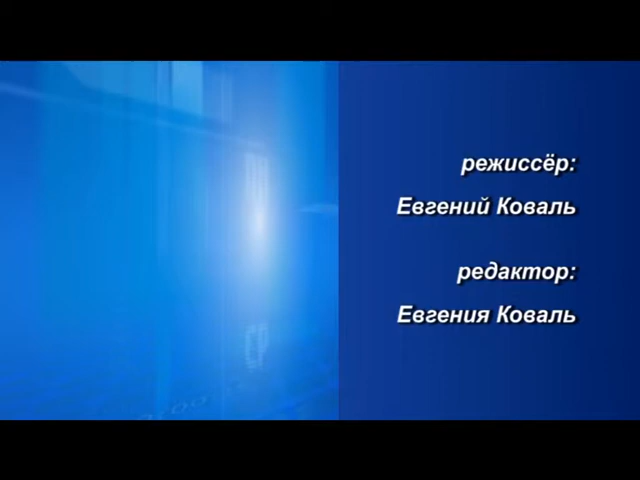 режиссёр:
Евгений Коваль
редактор:
Евгения Коваль